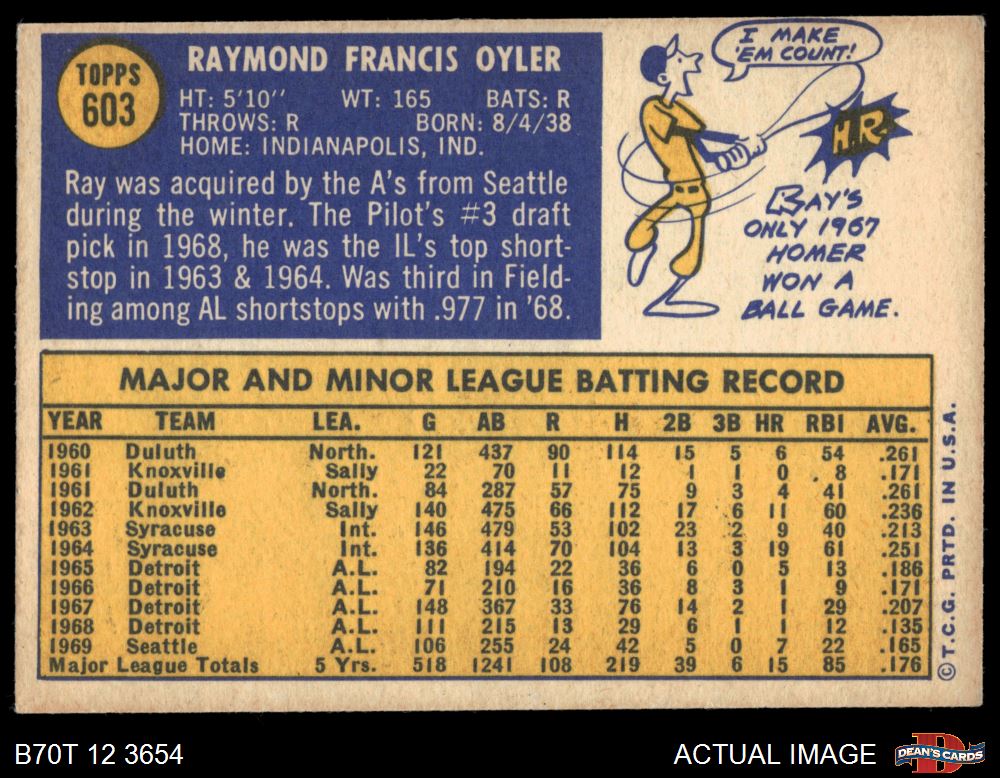 TOPPS
603
RAYMOND FRANCIS OYLER
HT: 5'10" WT: 165 BATS: R
THROWS: R BORN: 8/4/38
HOME: INDIANAPOLIS, IND.
Ray was acquired by the A's from Seattle
during the winter. The Pilot's #3 draft
pick in 1968, he was the IL's top short-
stop in 1963 & 1964. Was third in Field-
ing among AL shortstops with .977 in '68.
I MAKE
'EM COUNT!
H.R.
RAY'S
ONLY 1967
HOMER
WON A
BALL GAME.
MAJOR AND MINOR LEAGUE BATTING RECORD
YEAR TEAM LEA. G AB R H 2B 3B HR RBI AVG.
1960 Duluth North. 121 437 90 114 15 5 6 54 .261
1961 Knoxville Sally 22 70 11 12 1 1 0 8 .171
1961 Duluth North. 84 287 57 75 9 3 4 41 .261
1962 Knoxville Sally 140 475 66 112 17 6 11 60 .236
1963 Syracuse Int. 146 479 53 102 23 2 9 40 .213
1964 Syracuse Int. 136 414 70 104 13 3 19 61 .251
1965 Detroit A.L. 82 194 22 36 6 0 5 13 .186
1966 Detroit A.L. 71 210 16 36 8 3 1 9 .171
1967 Detroit A.L. 148 367 33 76 14 2 1 29 .207
1968 Detroit A.L. 111 215 13 29 6 1 1 12 .135
1969 Seattle A.L. 106 255 24 42 5 0 7 22 .165
Major League Totals 5 Yrs. 518 1241 108 219 39 6 15 85 .176
©T.C.G. PRTD. IN U.S.A.
B70T 12 3654
ACTUAL IMAGE
DEAN'S CARDS